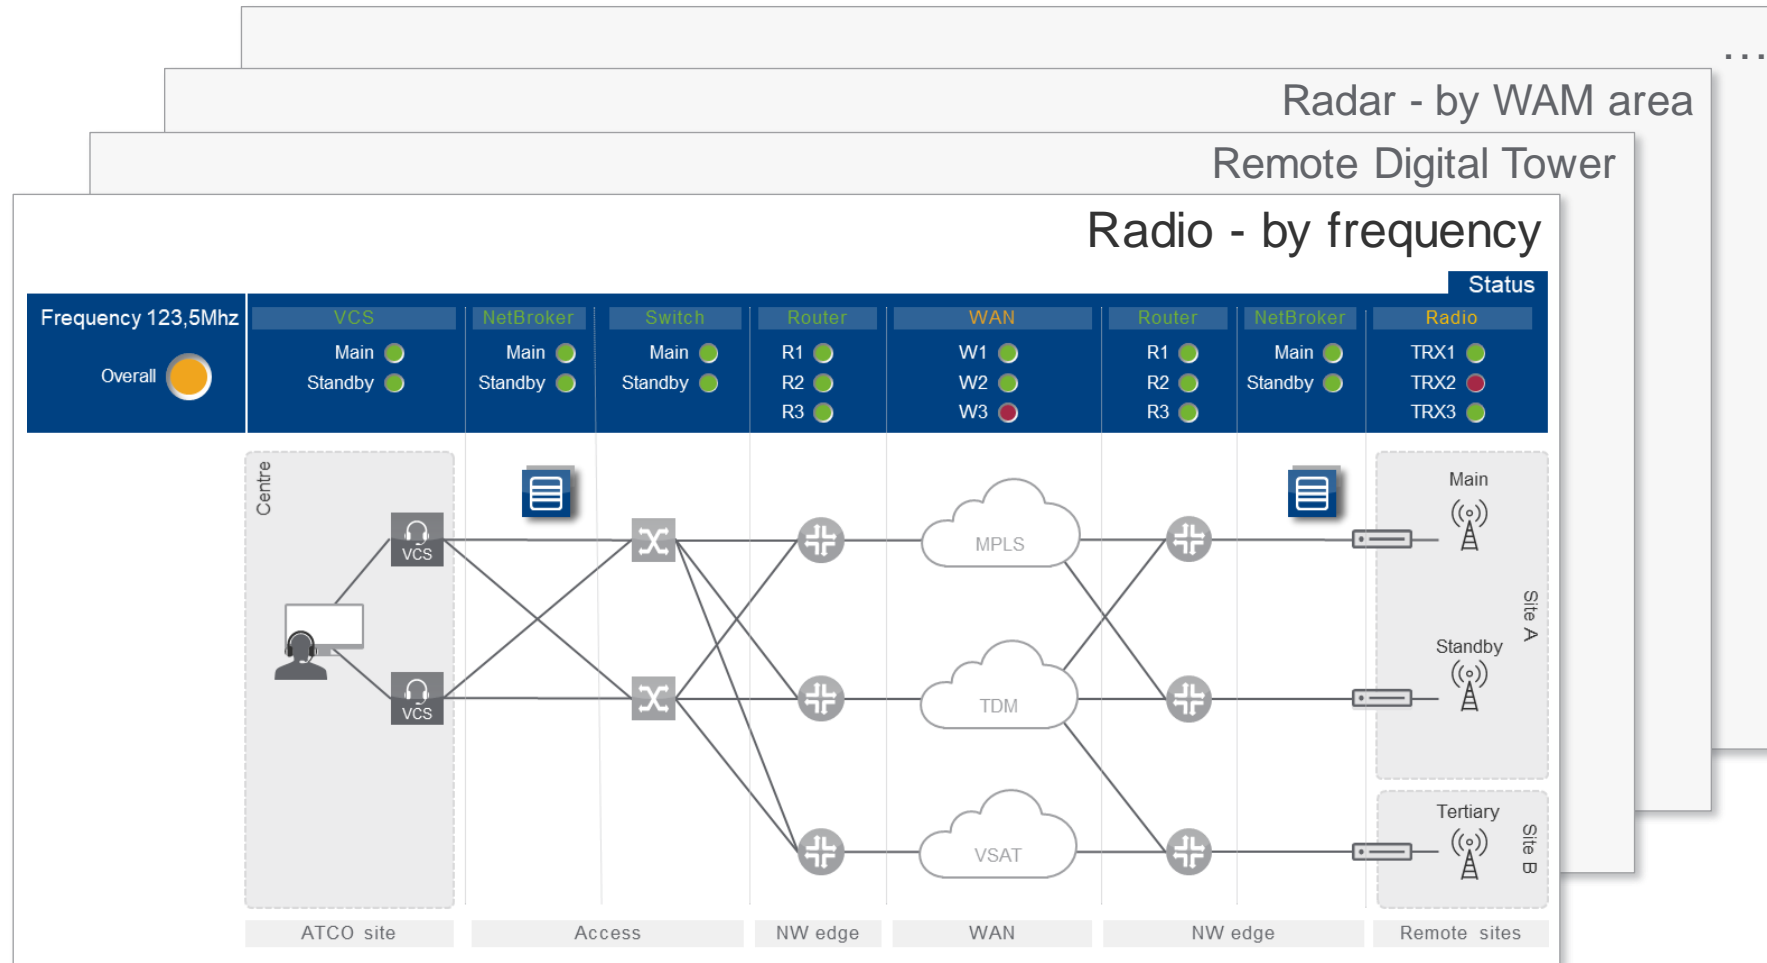 ...
Radar - by WAM area
Remote Digital Tower
Radio - by frequency
Status
Frequency 123,5Mhz
VCS
NetBroker
Switch
Router
WAN
Router
NetBroker
Radio
Overall
Main
Main
Main
R1
W1
R1
Main
TRX1
Standby
Standby
Standby
R2
W2
R2
Standby
TRX2
R3
W3
R3
TRX3
Centre
VCS
VCS
MPLS
TDM
VSAT
Main
Standby
Site A
Tertiary
Site B
ATCO site
Access
NW edge
WAN
NW edge
Remote sites